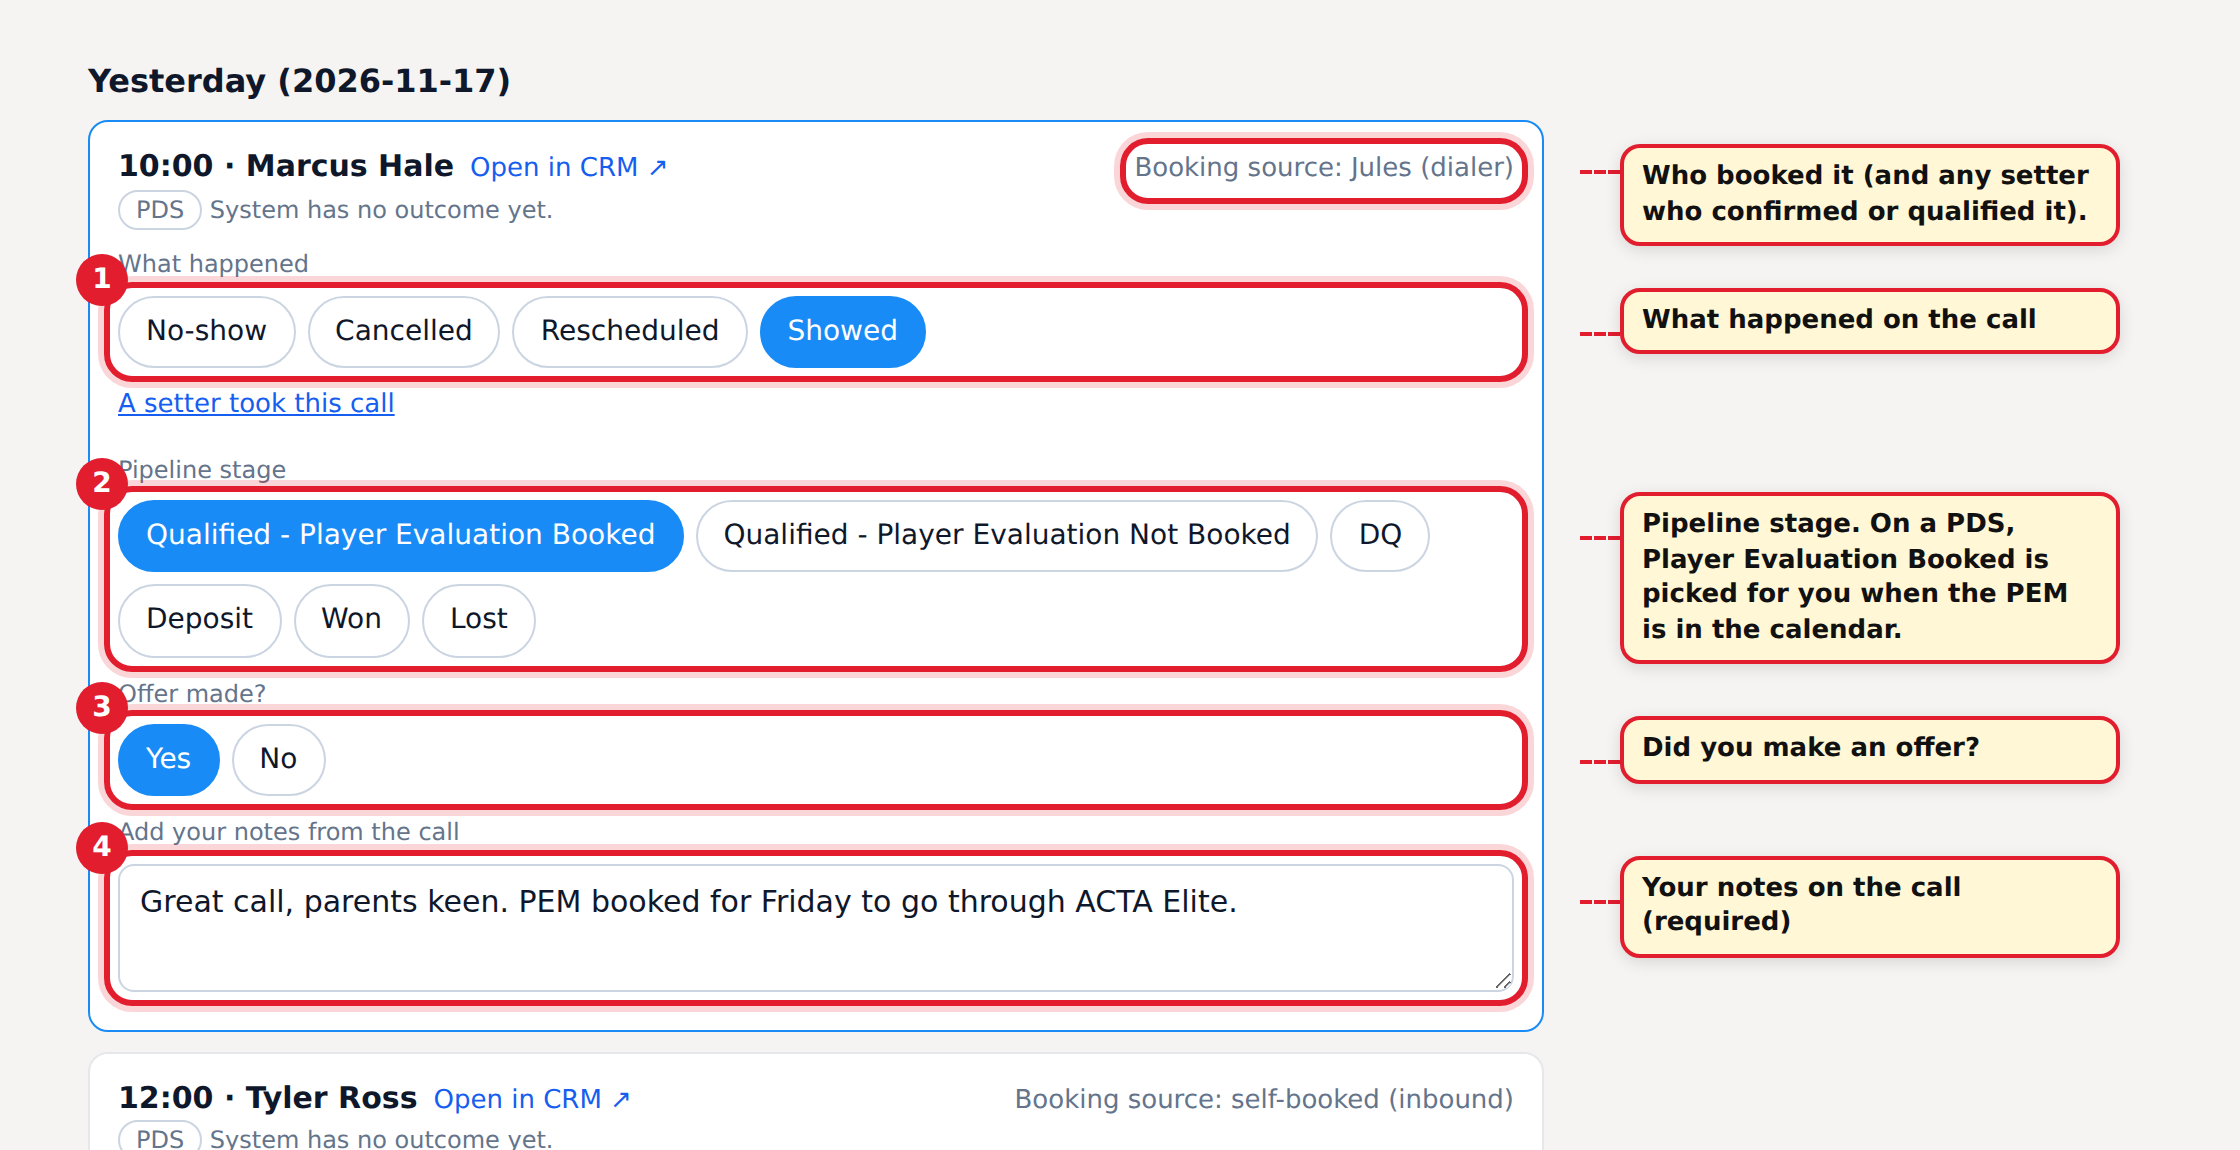 Yesterday (2026-11-17)
10:00 · Marcus Hale Open in CRM ↗ Booking source: Jules (dialer)
PDS System has no outcome yet.
Who booked it (and any setter
who confirmed or qualified it).
What happened
1
No-show Cancelled Rescheduled Showed
What happened on the call
A setter took this call
Pipeline stage
2
Qualified - Player Evaluation Booked Qualified - Player Evaluation Not Booked DQ
Deposit Won Lost
Pipeline stage. On a PDS,
Player Evaluation Booked is
picked for you when the PEM
is in the calendar.
Offer made?
3
Yes No
Did you make an offer?
Add your notes from the call
4
Great call, parents keen. PEM booked for Friday to go through ACTA Elite.
Your notes on the call
(required)
12:00 · Tyler Ross Open in CRM ↗ Booking source: self-booked (inbound)
PDS System has no outcome yet.